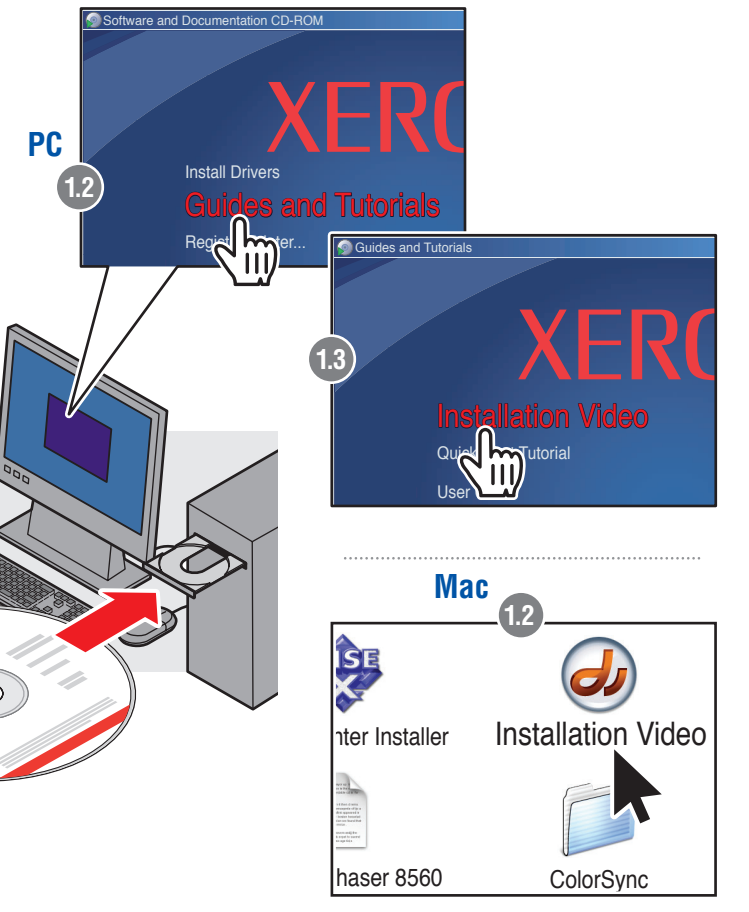 Software and Documentation CD-ROM
XERO
PC
1.2
Install Drivers
Guides and Tutorials
Guides and Tutorials
XERO
1.3
Installation Video
Tutorial
User
Mac
1.2
nter Installer
Installation Video
haser 8560
ColorSync